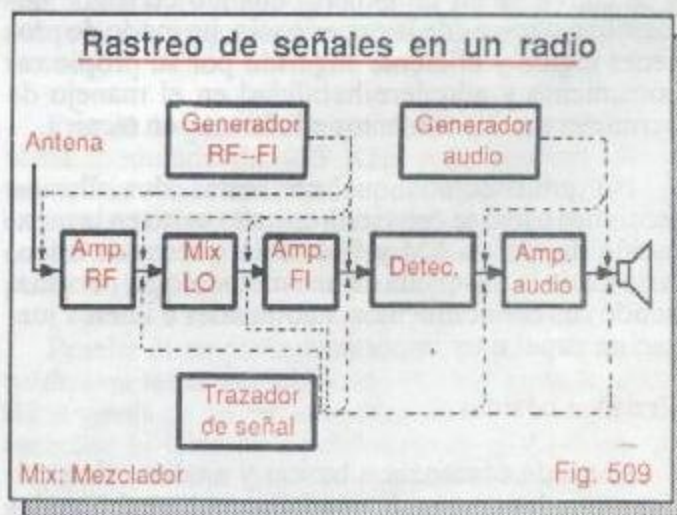 Rastreo de señales en un radio
Antena
Generador
RF--FI
Generador
audio
Amp.
RF
Mix
LO
Amp.
FI
Detec.
Amp.
audio
Trazador
de señal
Mix: Mezclador
Fig. 509